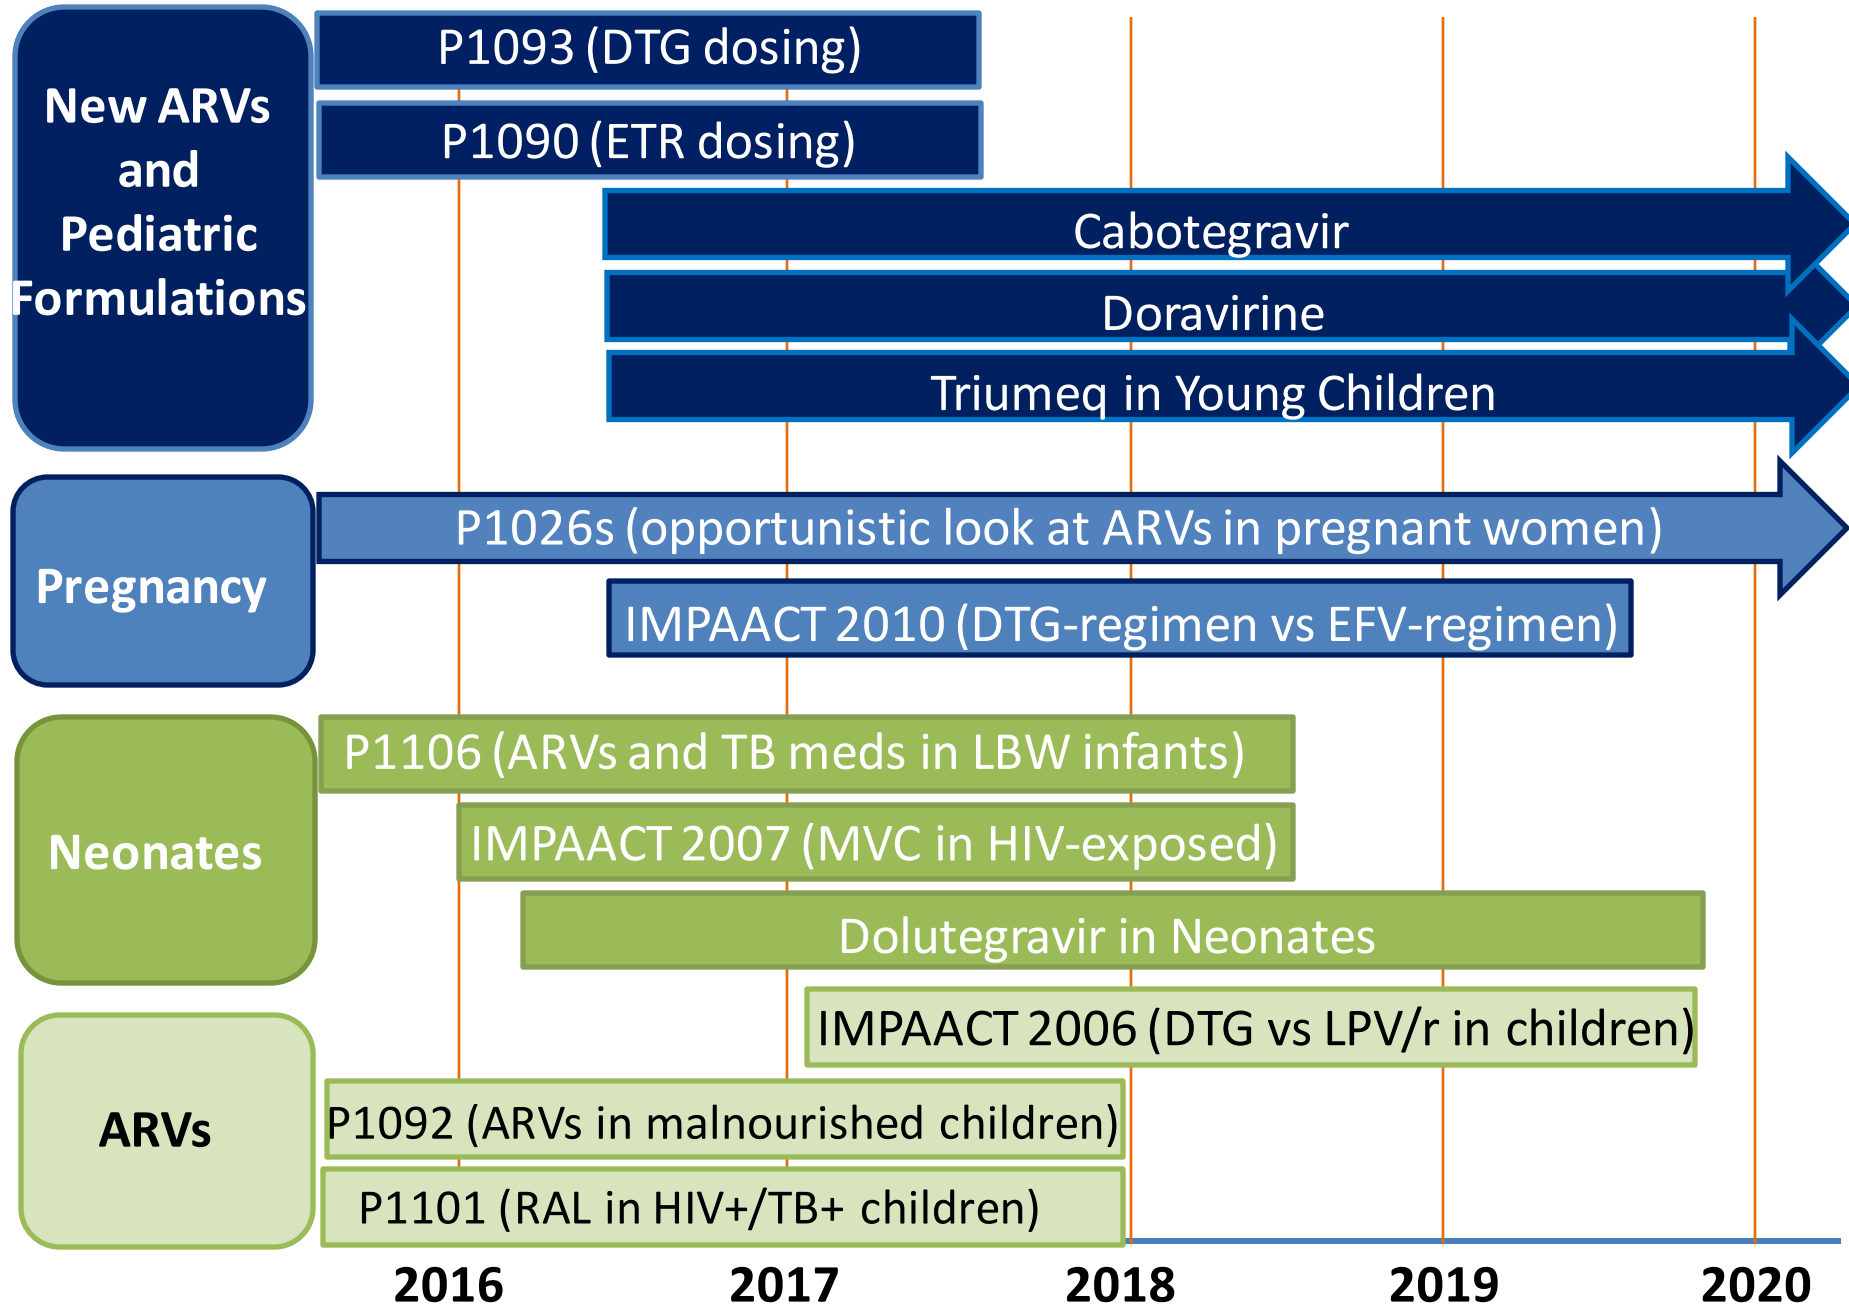 New ARVs
and
Pediatric
Formulations
P1093 (DTG dosing)
P1090 (ETR dosing)
Cabotegravir
Doravirine
Triumeq in Young Children
Pregnancy
P1026s (opportunistic look at ARVs in pregnant women)
IMPAACT 2010 (DTG-regimen vs EFV-regimen)
Neonates
P1106 (ARVs and TB meds in LBW infants)
IMPAACT 2007 (MVC in HIV-exposed)
Dolutegravir in Neonates
ARVs
IMPAACT 2006 (DTG vs LPV/r in children)
P1092 (ARVs in malnourished children)
P1101 (RAL in HIV+/TB+ children)
2016 2017 2018 2019 2020